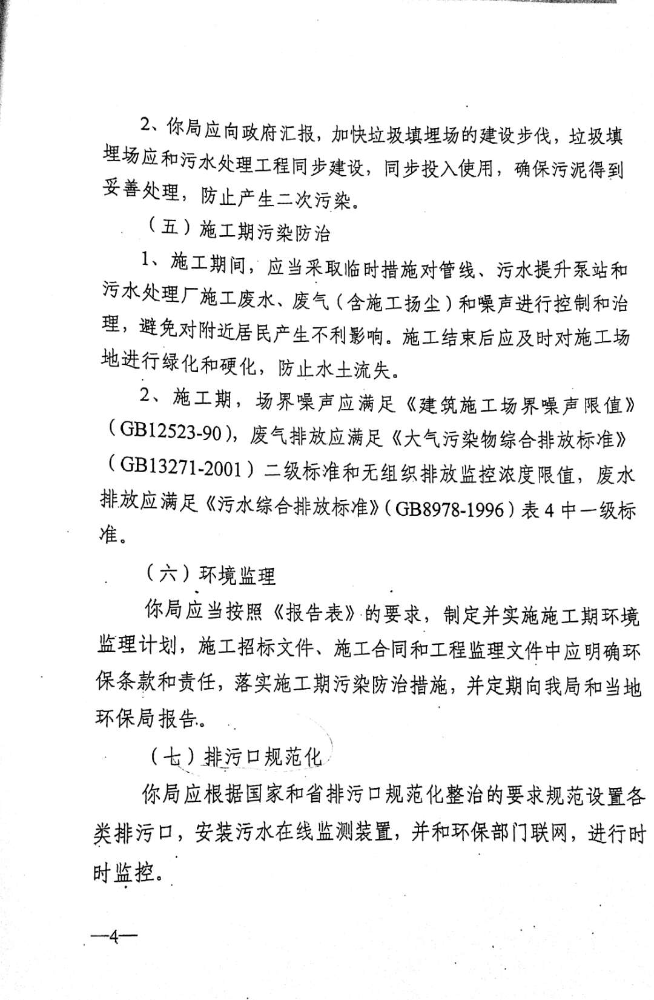 2、你局应向政府汇报，加快垃圾填埋场的建设步伐，垃圾填
埋场应和污水处理工程同步建设，同步投入使用，确保污泥得到
妥善处理，防止产生二次污染。
（五）施工期污染防治
1、施工期间，应当采取临时措施对管线、污水提升泵站和
污水处理厂施工废水、废气（含施工扬尘）和噪声进行控制和治
理，避免对附近居民产生不利影响。施工结束后应及时对施工场
地进行绿化和硬化，防止水土流失。
2、施工期，场界噪声应满足《建筑施工场界噪声限值》
（GB12523-90），废气排放应满足《大气污染物综合排放标准》
（GB13271-2001）二级标准和无组织排放监控浓度限值，废水
排放应满足《污水综合排放标准》（GB8978-1996）表 4 中一级标
准。
（六）环境监理
你局应当按照《报告表》的要求，制定并实施施工期环境
监理计划，施工招标文件、施工合同和工程监理文件中应明确环
保条款和责任，落实施工期污染防治措施，并定期向我局和当地
环保局报告。
（七）排污口规范化
你局应根据国家和省排污口规范化整治的要求规范设置各
类排污口，安装污水在线监测装置，并和环保部门联网，进行时
时监控。
—4—